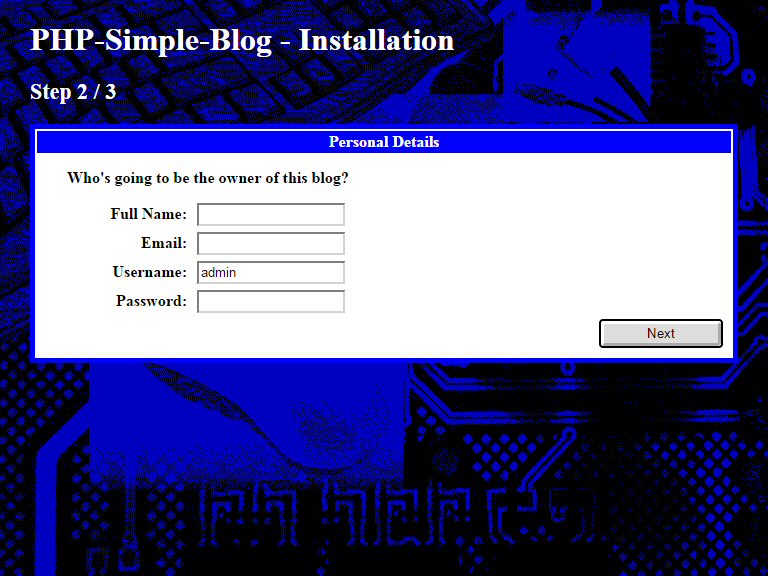 PHP-Simple-Blog - Installation
Step 2 / 3
Personal Details
Who's going to be the owner of this blog?
Full Name:
Email:
Username: admin
Password:
Next